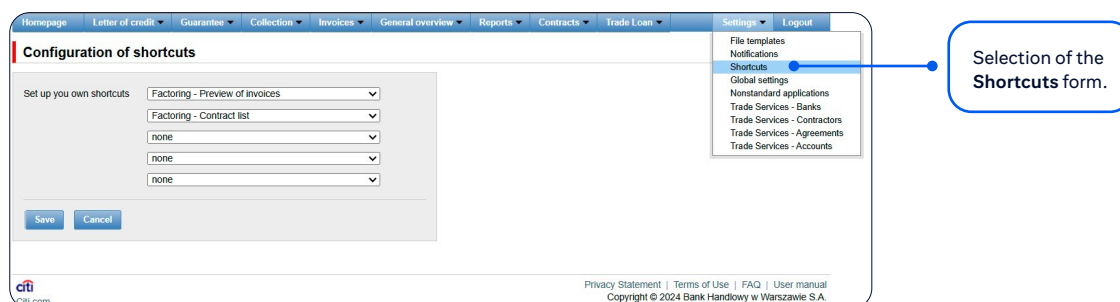 Homepage Letter of credit Guarantee Collection Invoices General overview Reports Contracts Trade Loan Settings Logout
Configuration of shortcuts
File templates
Notifications
Shortcuts
Global settings
Nonstandard applications
Trade Services - Banks
Trade Services - Contractors
Trade Services - Agreements
Trade Services - Accounts
Selection of the
Shortcuts form.
Set up you own shortcuts Factoring - Preview of invoices
Factoring - Contract list
none
none
none
Save Cancel
citi
Citi.com
Privacy Statement | Terms of Use | FAQ | User manual
Copyright © 2024 Bank Handlowy w Warszawie S.A.